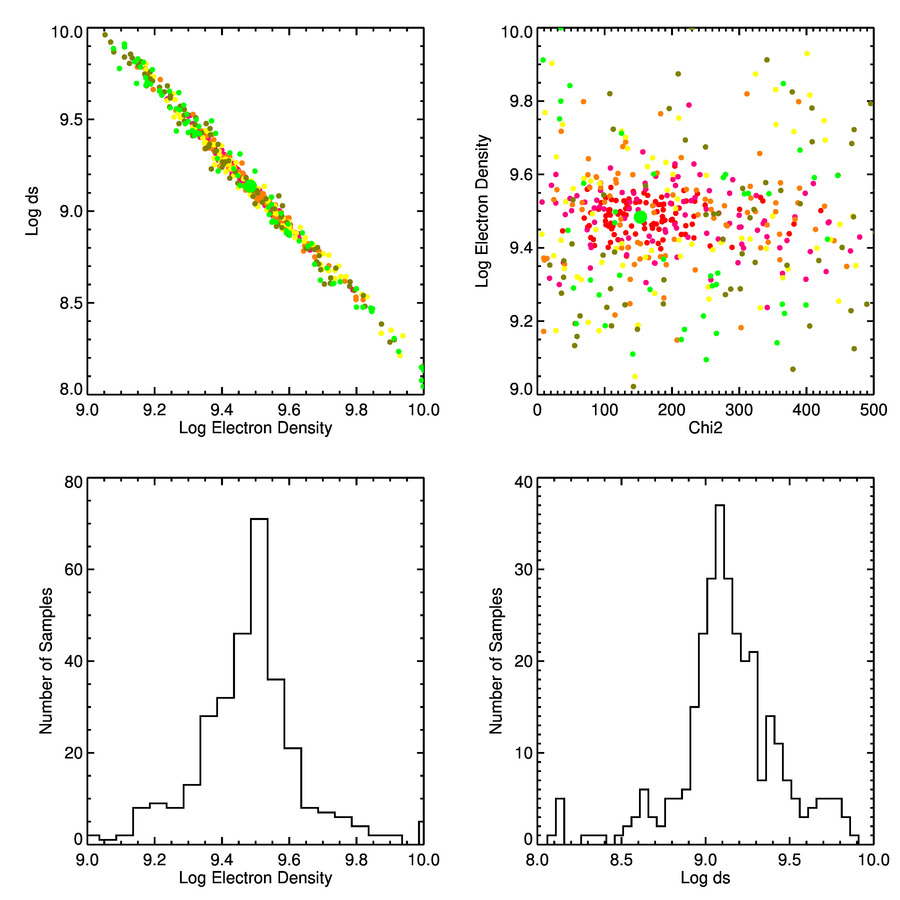 10.0
9.5
9.0
8.5
8.0
Log ds
9.0 9.2 9.4 9.6 9.8 10.0
Log Electron Density
10.0
9.8
9.6
9.4
9.2
9.0
Log Electron Density
0 100 200 300 400 500
Chi2
80
60
40
20
0
Number of Samples
9.0 9.2 9.4 9.6 9.8 10.0
Log Electron Density
40
30
20
10
0
Number of Samples
8.0 8.5 9.0 9.5 10.0
Log ds